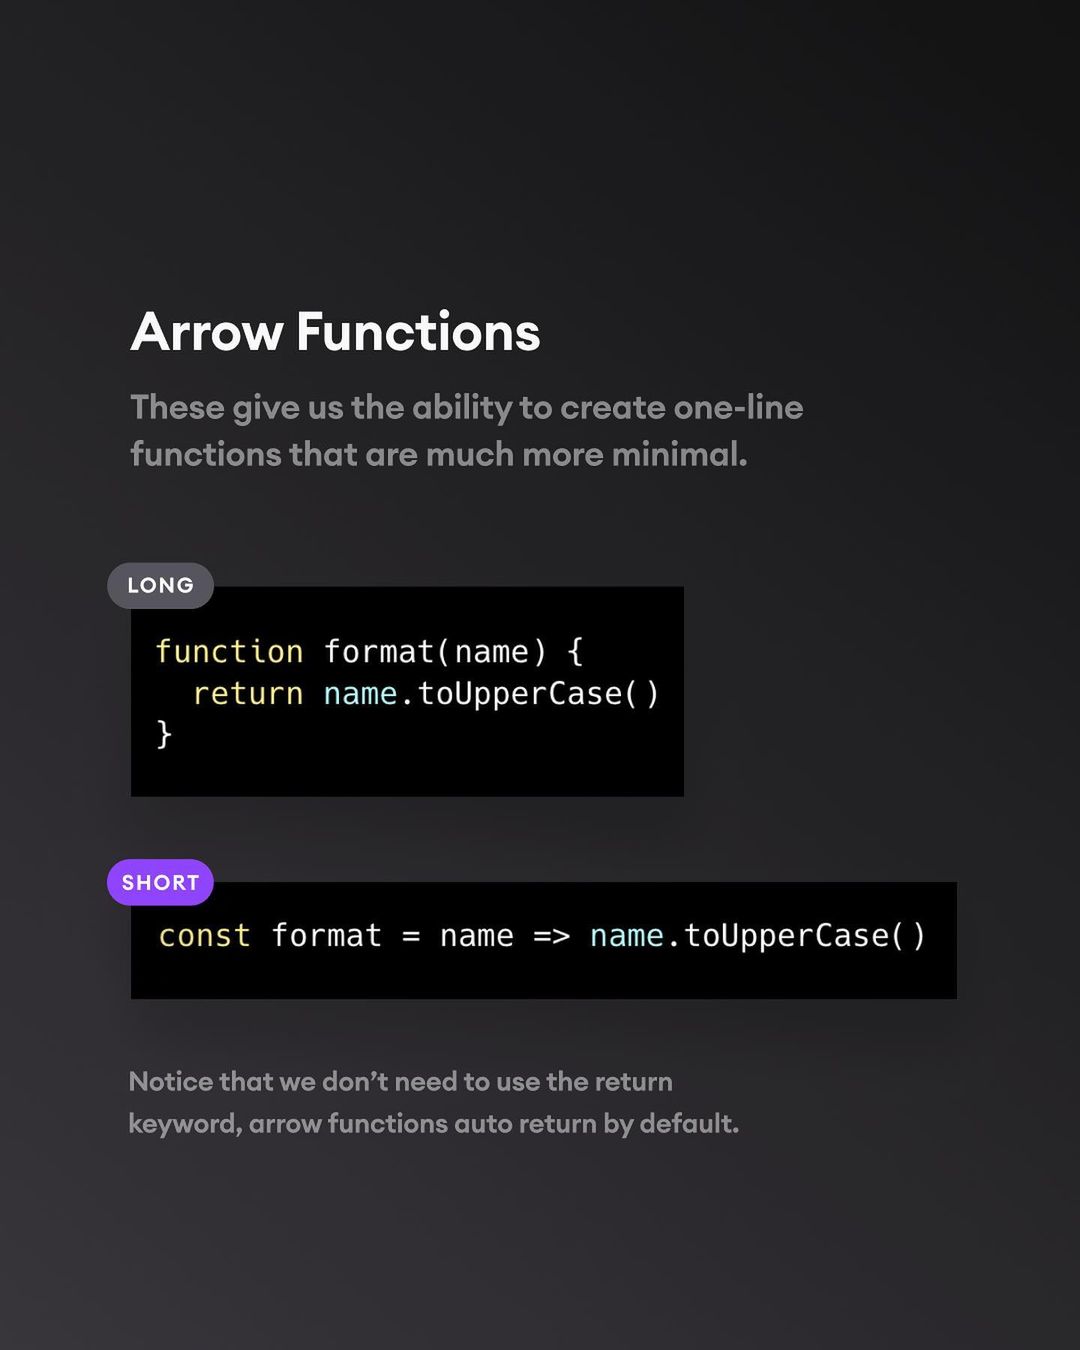 Arrow Functions
These give us the ability to create one-line
functions that are much more minimal.
LONG
function format(name) {
  return name.toUpperCase()
}
SHORT
const format = name => name.toUpperCase()
Notice that we don’t need to use the return
keyword, arrow functions auto return by default.